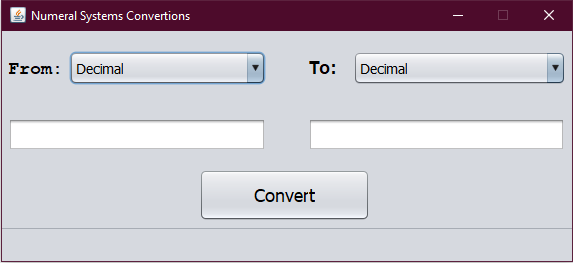 Numeral Systems Convertions
From: Decimal To: Decimal
Convert